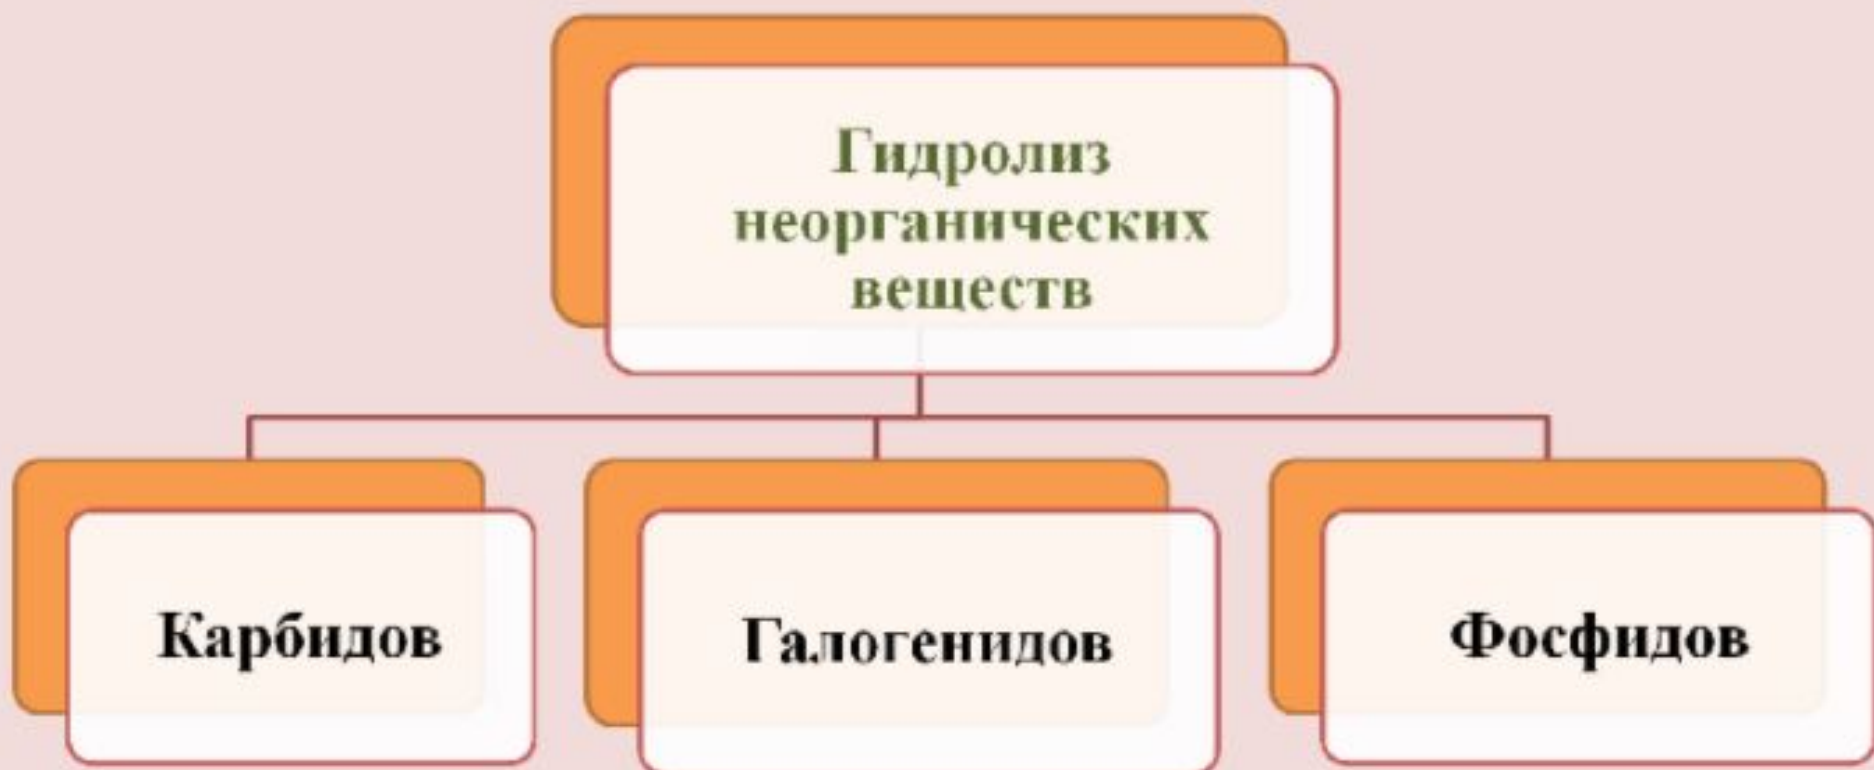 Гидролиз
неорганических
веществ
Карбидов
Галогенидов
Фосфидов